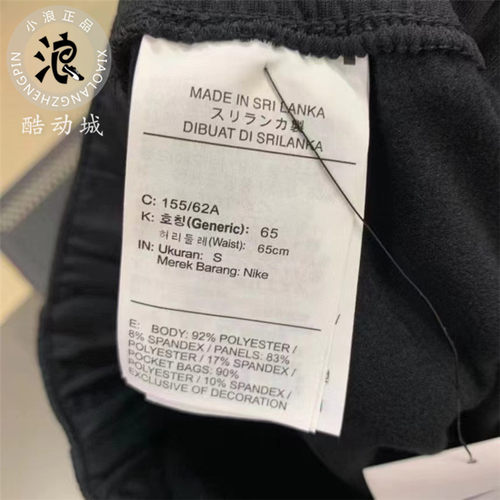 小浪正品
浪
XIAOLANGZHENGPIN
酷动城
MADE IN SRI LANKA
スリランカ製
DIBUAT DI SRILANKA
C: 155/62A
K: 호칭(Generic): 65
허리둘레(Waist): 65cm
IN: Ukuran: S
Merek Barang: Nike
E: BODY: 92% POLYESTER /
8% SPANDEX / PANELS: 83%
POLYESTER / 17% SPANDEX /
POCKET BAGS: 90%
POLYESTER / 10% SPANDEX /
EXCLUSIVE OF DECORATION